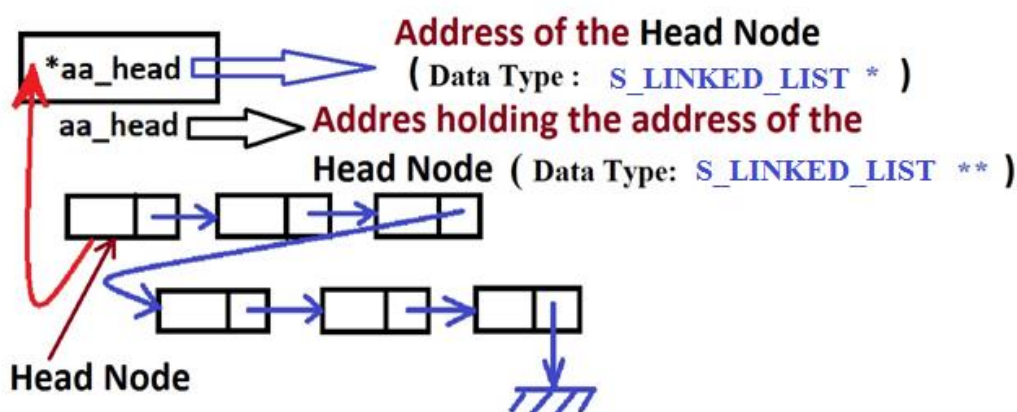 Address of the Head Node
*aa_head
( Data Type : S_LINKED_LIST * )
aa_head
Addres holding the address of the
Head Node ( Data Type: S_LINKED_LIST ** )
Head Node